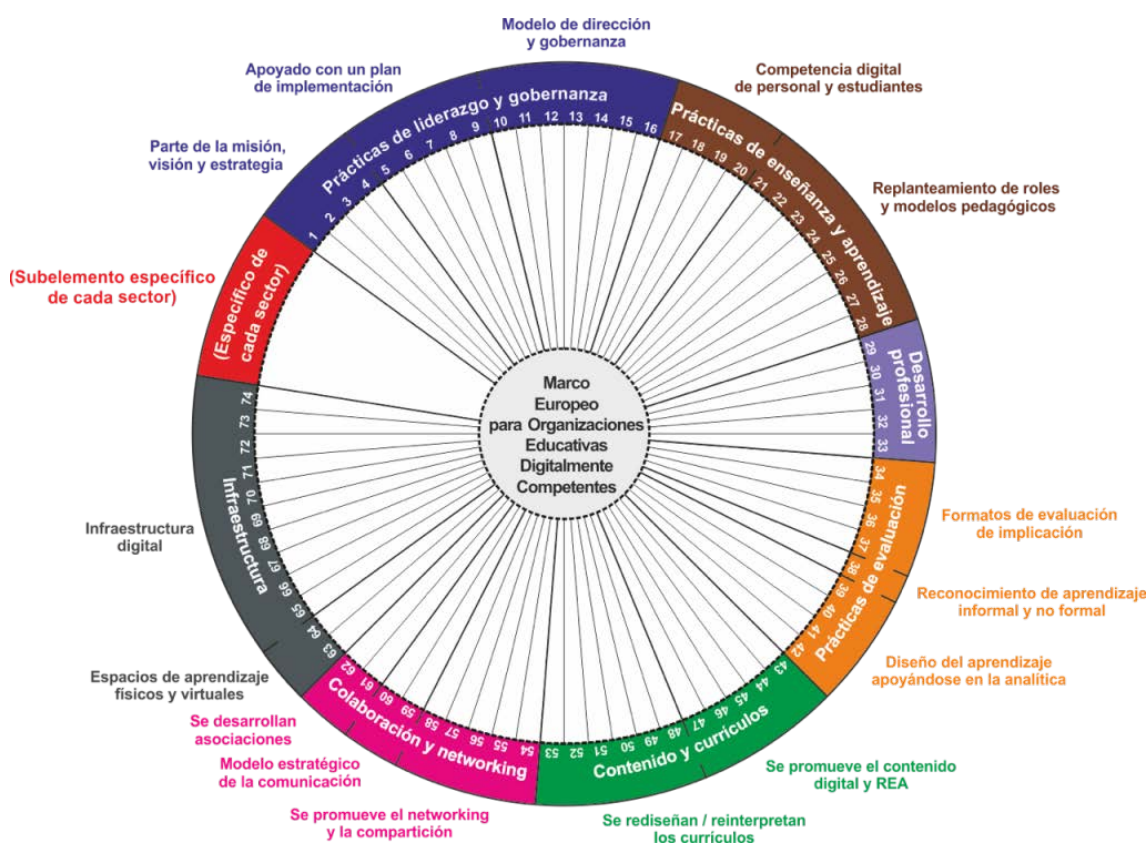 Modelo de dirección
y gobernanza
Apoyado con un plan
de implementación
Parte de la misión,
visión y estrategia
Prácticas de liderazgo y gobernanza
1 2 3 4 5 6 7 8 9 10 11 12 13 14 15 16
Competencia digital
de personal y estudiantes
Replanteamiento de roles
y modelos pedagógicos
Prácticas de enseñanza y aprendizaje
17 18 19 20 21 22 23 24 25 26 27 28
Desarrollo
profesional
29 30 31 32 33
Prácticas de evaluación
34 35 36 37 38 39 40 41 42
Formatos de evaluación
de implicación
Reconocimiento de aprendizaje
informal y no formal
Diseño del aprendizaje
apoyándose en la analítica
Contenido y currículos
43 44 45 46 47 48 49 50 51 52 53
Se promueve el contenido
digital y REA
Se rediseñan / reinterpretan
los currículos
Colaboración y networking
54 55 56 57 58 59 60 61 62
Se promueve el networking
y la compartición
Modelo estratégico
de la comunicación
Se desarrollan
asociaciones
Infraestructura
63 64 65 66 67 68 69 70 71 72 73 74
Espacios de aprendizaje
físicos y virtuales
Infraestructura
digital
(Específico de
cada sector)
(Subelemento específico
de cada sector)
Marco
Europeo
para Organizaciones
Educativas
Digitalmente
Competentes